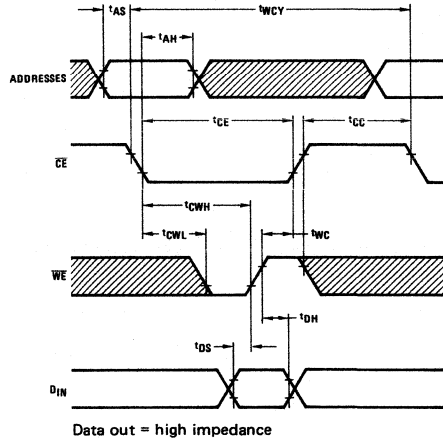 tAS
tWCY
tAH
ADDRESSES
tCE
tCC
CE
tCWH
tCWL
tWC
WE
tDH
tDS
DIN
Data out = high impedance